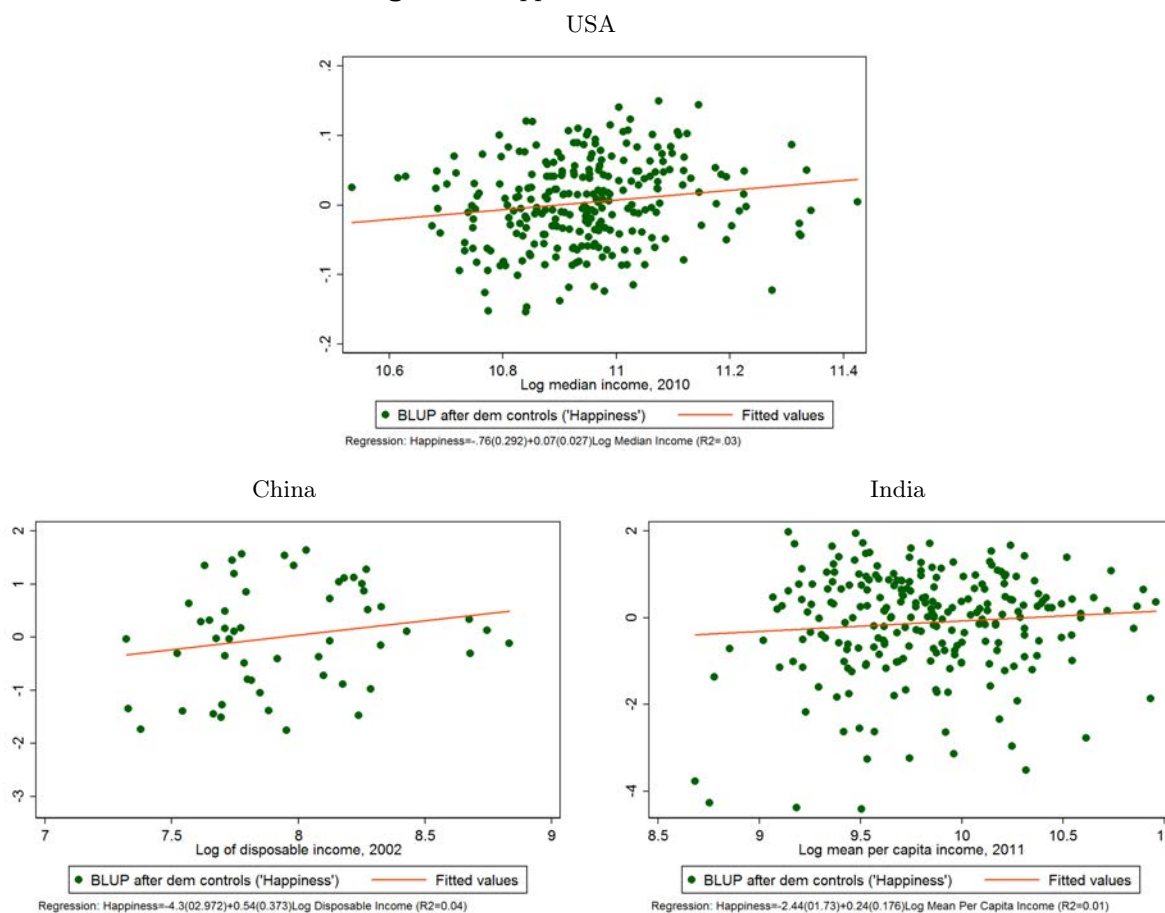 USA
.2
.1
0
-.1
-.2
10.6 10.8 11 11.2 11.4
Log median income, 2010
BLUP after dem controls ('Happiness') Fitted values
Regression: Happiness=-.76(0.292)+0.07(0.027)Log Median Income (R2=.03)
China
2
1
0
-1
-2
-3
7 7.5 8 8.5 9
Log of disposable income, 2002
BLUP after dem controls ('Happiness') Fitted values
Regression: Happiness=-4.3(02.972)+0.54(0.373)Log Disposable Income (R2=0.04)
India
2
0
-2
-4
8.5 9 9.5 10 10.5
Log mean per capita income, 2011
BLUP after dem controls ('Happiness') Fitted values
Regression: Happiness=-2.44(01.73)+0.24(0.176)Log Mean Per Capita Income (R2=0.01)